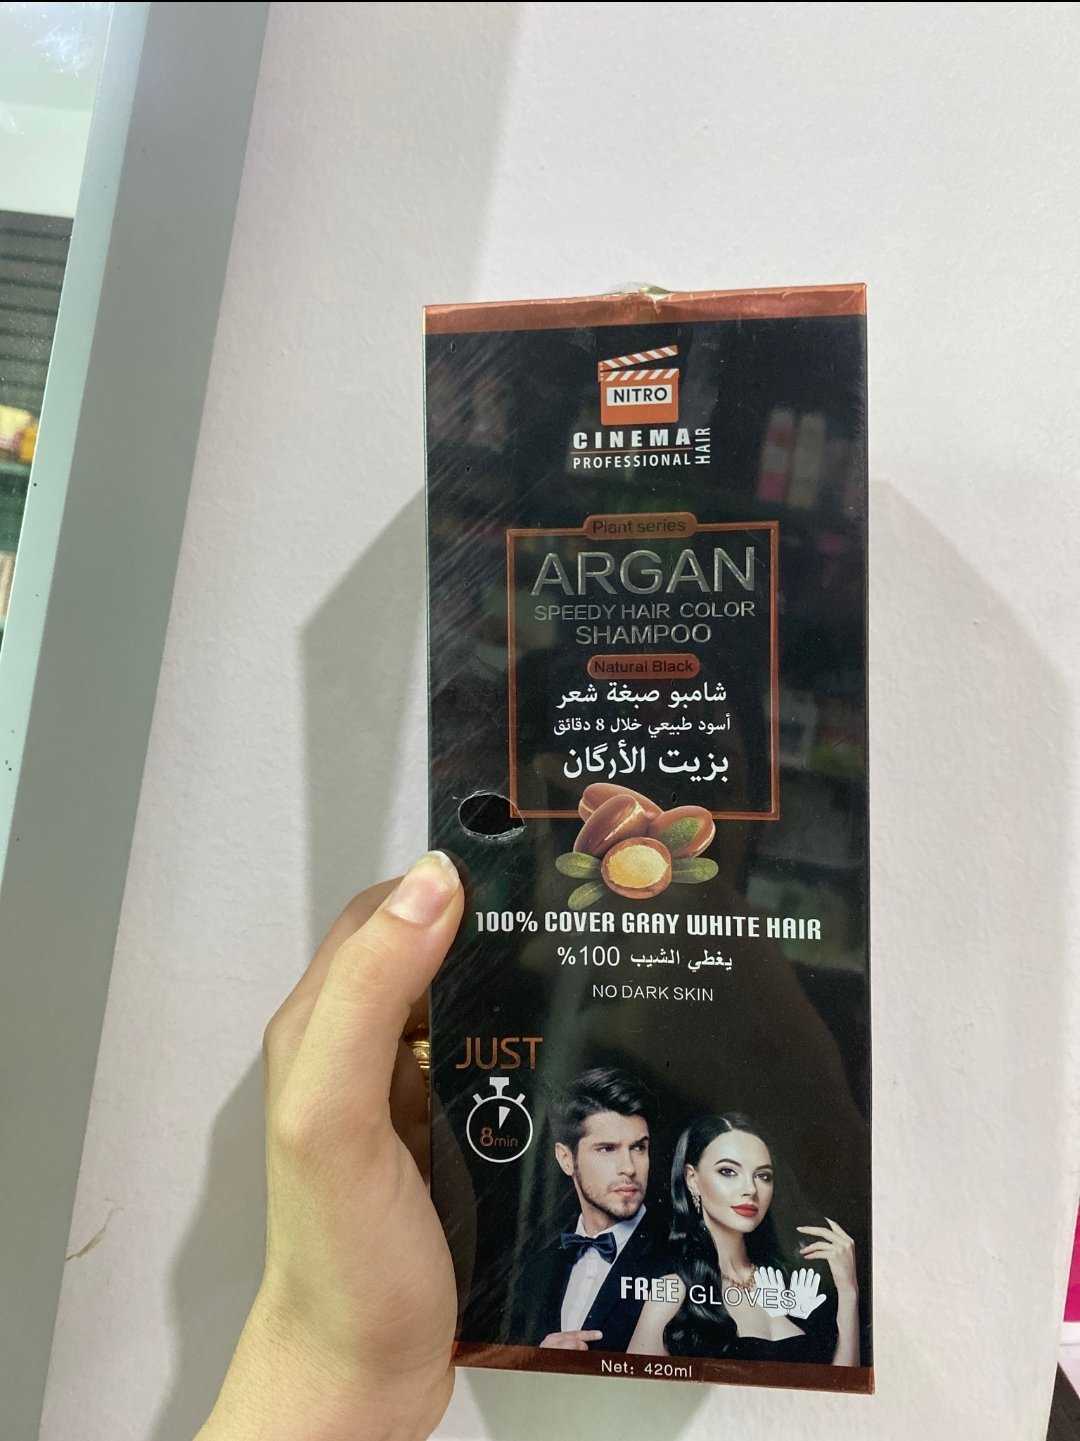 NITRO
CINEMA
PROFESSIONAL
HAIR
Plant series
ARGAN
SPEEDY HAIR COLOR
SHAMPOO
Natural Black
شامبو صبغة شعر
أسود طبيعي خلال 8 دقائق
بزيت الأرگان
100% COVER GRAY WHITE HAIR
يغطي الشيب 100%
NO DARK SKIN
JUST
8min
FREE GLOVES
Net: 420ml